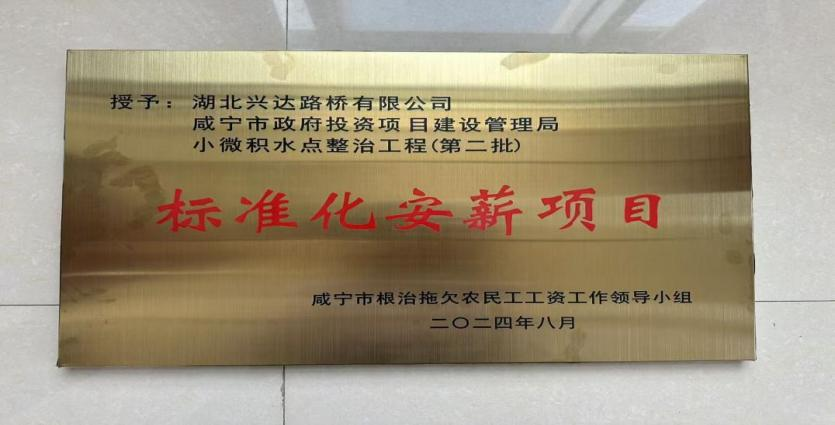 授予：湖北兴达路桥有限公司
咸宁市政府投资项目建设管理局
小微积水点整治工程(第二批)
标准化安薪项目
咸宁市根治拖欠农民工工资工作领导小组
二〇二四年八月